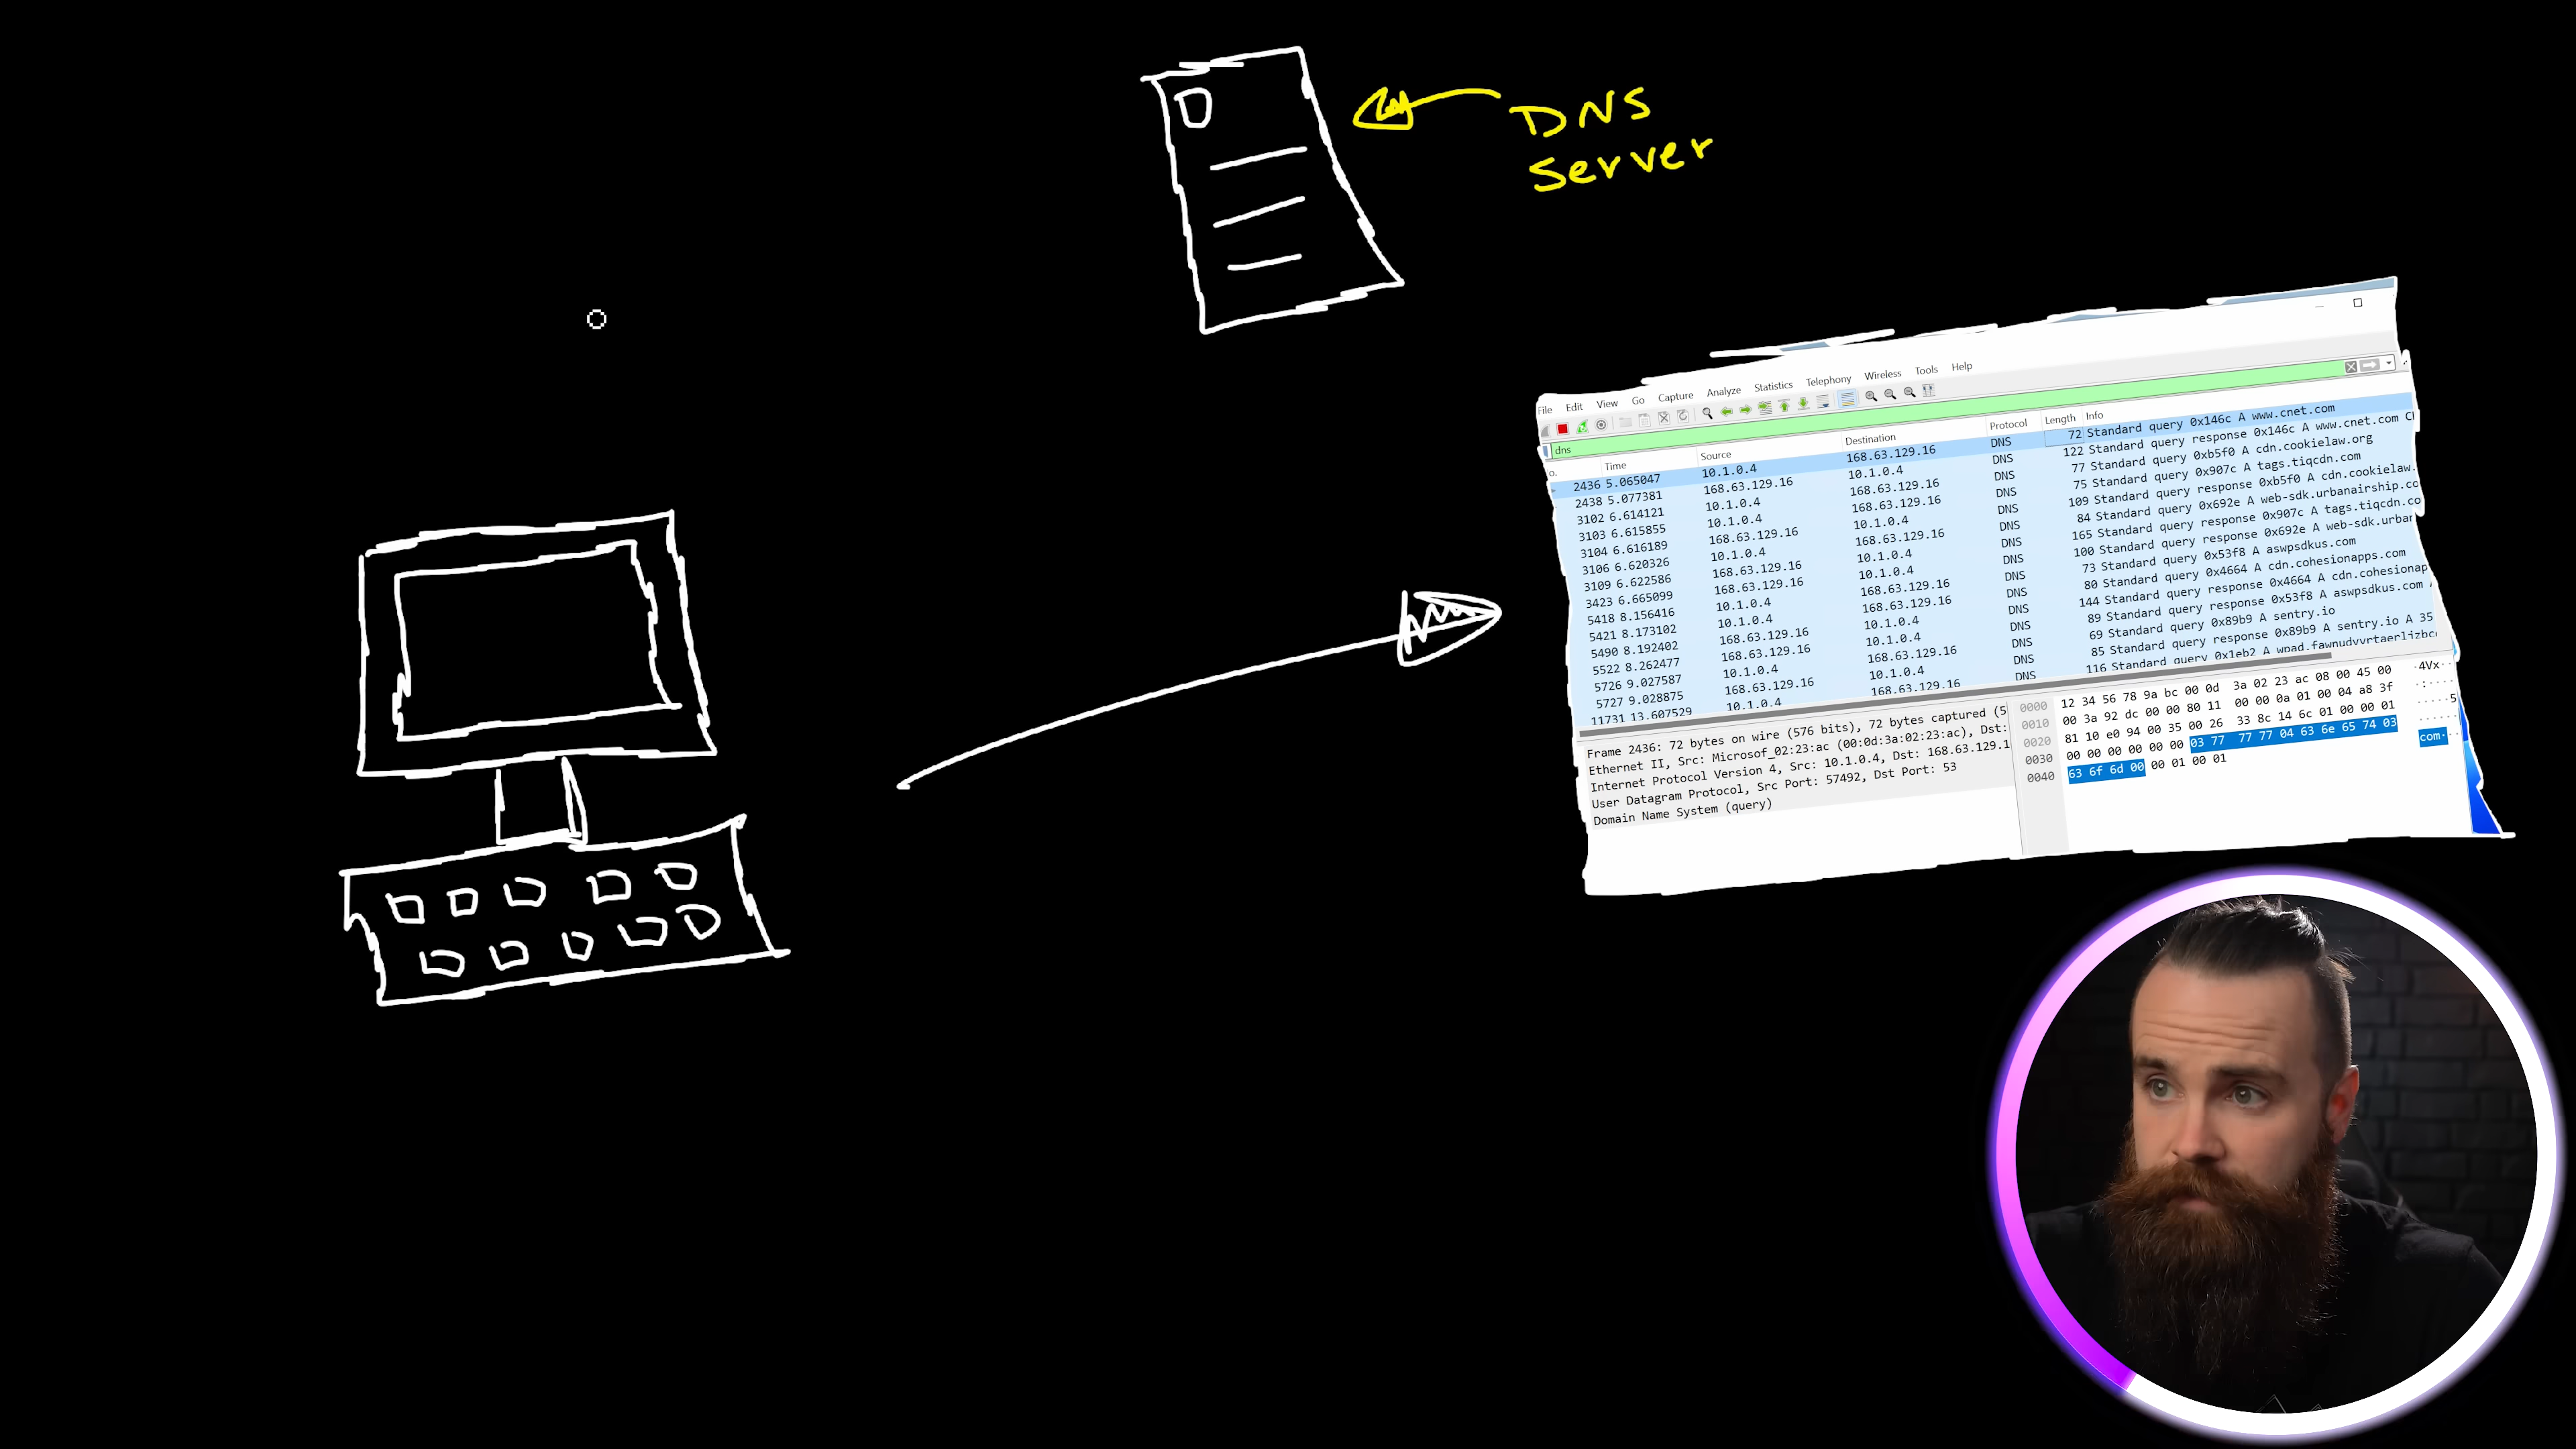 DNS
Server
File Edit View Go Capture Analyze Statistics Telephony Wireless Tools Help
dns
o. Time Source Destination Protocol Length Info
2436 5.065047 10.1.0.4 168.63.129.16 DNS 72 Standard query 0x146c A www.cnet.com
2438 5.077381 168.63.129.16 10.1.0.4 DNS 122 Standard query response 0x146c A www.cnet.com C
3102 6.614121 10.1.0.4 168.63.129.16 DNS 77 Standard query 0xb5f0 A cdn.cookielaw.org
3103 6.615855 10.1.0.4 168.63.129.16 DNS 75 Standard query 0x907c A tags.tiqcdn.com
3104 6.616189 168.63.129.16 10.1.0.4 DNS 109 Standard query response 0xb5f0 A cdn.cookielaw.
3106 6.620326 10.1.0.4 168.63.129.16 DNS 84 Standard query 0x692e A web-sdk.urbanairship.co
3109 6.622586 168.63.129.16 10.1.0.4 DNS 165 Standard query response 0x907c A tags.tiqcdn.co
3423 6.665099 168.63.129.16 10.1.0.4 DNS 100 Standard query response 0x692e A web-sdk.urban
5418 8.156416 10.1.0.4 168.63.129.16 DNS 73 Standard query 0x53f8 A aswpsdkus.com
5421 8.173102 10.1.0.4 168.63.129.16 DNS 80 Standard query 0x4664 A cdn.cohesionapps.com
5490 8.192402 168.63.129.16 10.1.0.4 DNS 144 Standard query response 0x4664 A cdn.cohesionap
5522 8.262477 168.63.129.16 10.1.0.4 DNS 89 Standard query response 0x53f8 A aswpsdkus.com
5726 9.027587 10.1.0.4 168.63.129.16 DNS 69 Standard query 0x89b9 A sentry.io
5727 9.028875 168.63.129.16 10.1.0.4 DNS 85 Standard query response 0x89b9 A sentry.io A 35
11731 13.607529 10.1.0.4 168.63.129.16 DNS 116 Standard query 0x1eb2 A
Frame 2436: 72 bytes on wire (576 bits), 72 bytes captured (5
Ethernet II, Src: Microsof_02:23:ac (00:0d:3a:02:23:ac), Dst:
Internet Protocol Version 4, Src: 10.1.0.4, Dst: 168.63.129.1
User Datagram Protocol, Src Port: 57492, Dst Port: 53
Domain Name System (query)
0000 12 34 56 78 9a bc 00 0d 3a 02 23 ac 08 00 45 00 ·4Vx··
0010 00 3a 92 dc 00 00 80 11 00 00 0a 01 00 04 a8 3f ·:····
0020 81 10 e0 94 00 35 00 26 33 8c 14 6c 01 00 00 01 ·····5
0030 00 00 00 00 00 00 03 77 77 77 04 63 6e 65 74 03 ······
0040 63 6f 6d 00 00 01 00 01 com···